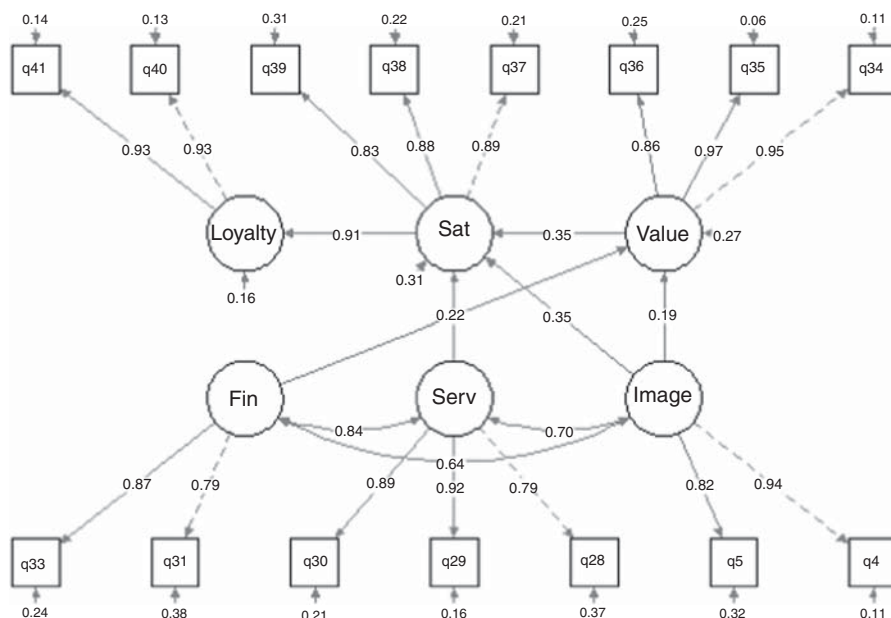 0.14 0.13 0.31 0.22 0.21 0.25 0.06 0.11
q41 q40 q39 q38 q37 q36 q35 q34
0.93 0.93 0.83 0.88 0.89 0.86 0.97 0.95
Loyalty 0.91 Sat 0.35 Value 0.27
0.16 0.31
0.22 0.35 0.19
Fin Serv Image
0.84 0.70
0.64
0.87 0.79 0.89 0.92 0.79 0.82 0.94
q33 q31 q30 q29 q28 q5 q4
0.24 0.38 0.21 0.16 0.37 0.32 0.11